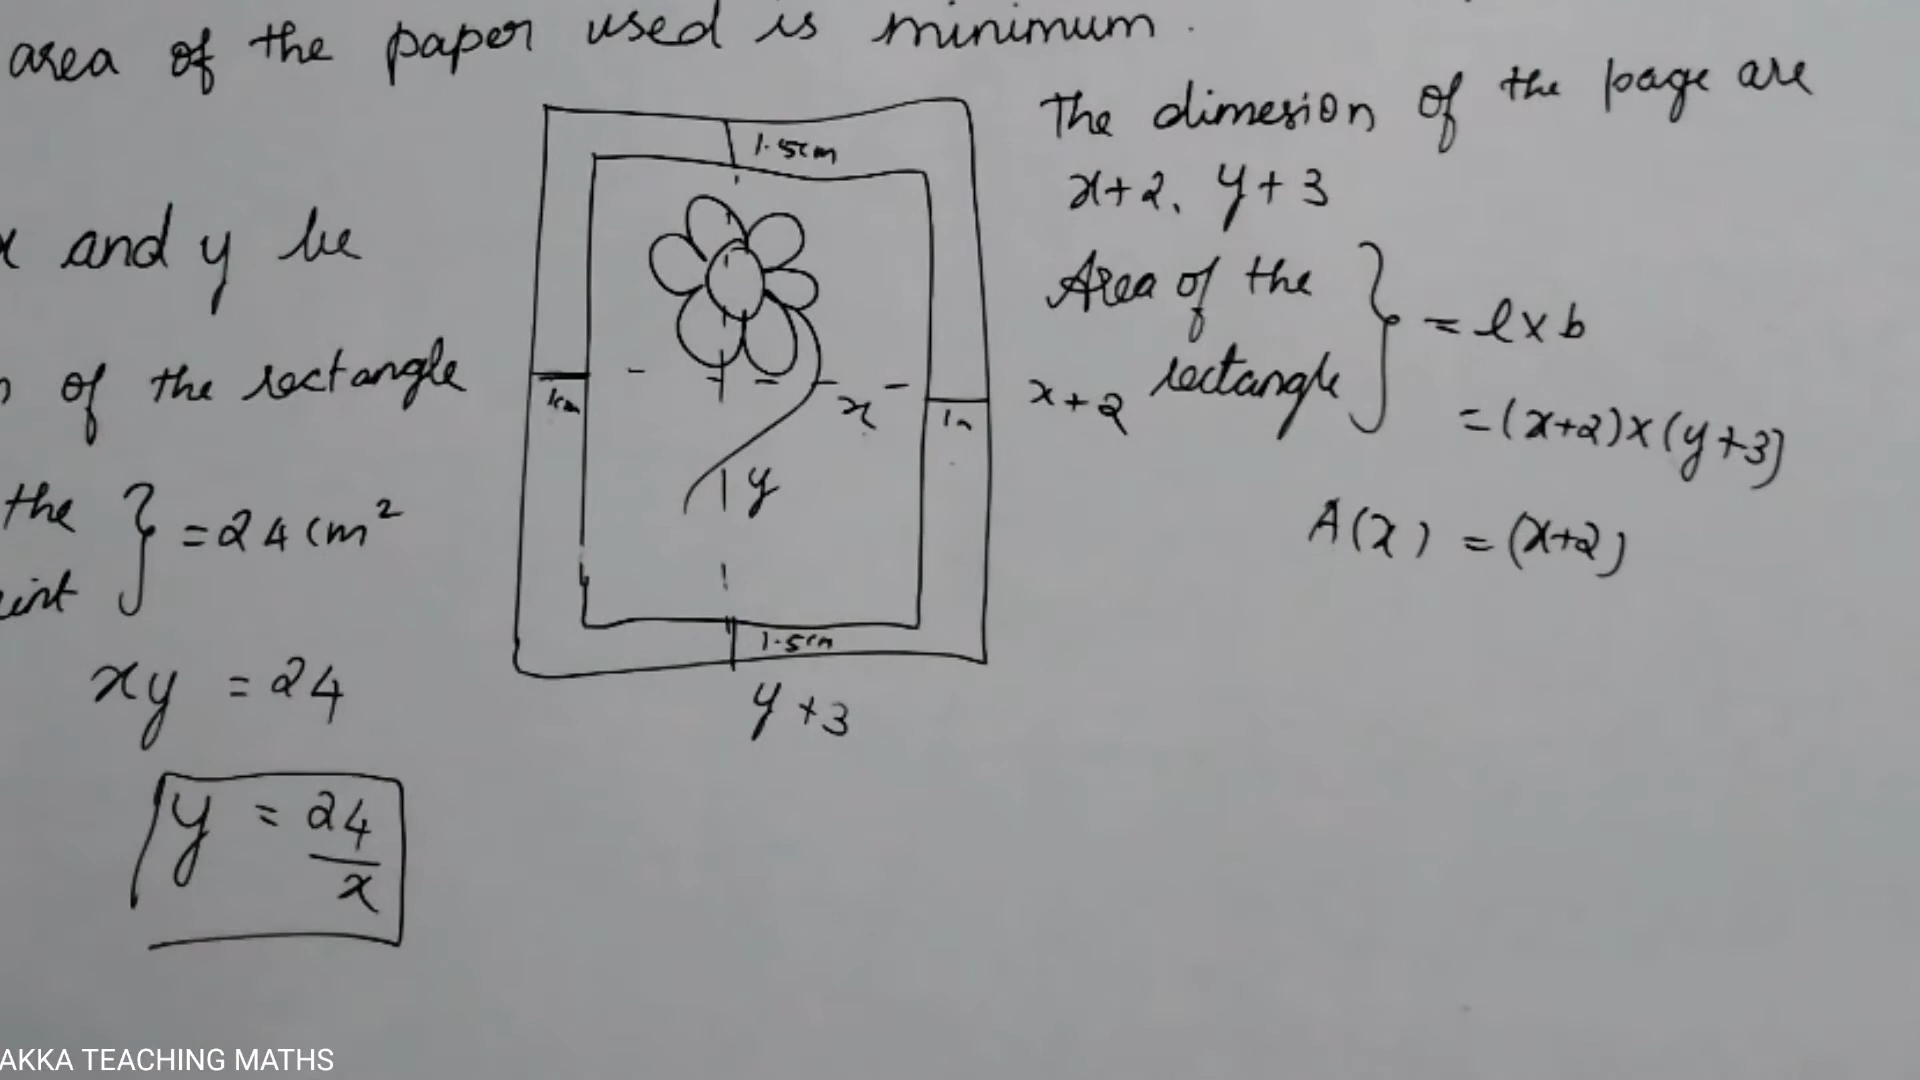 area of the paper used is minimum.
x and y be
of the rectangle
the } = 24 cm²
xy = 24
y = 24/x
1.5cm
1cm
x
y
1.5cm
x+2
y+3
The dimesion of the page are
x+2, y+3
Area of the rectangle } = l×b
=(x+2)×(y+3)
A(x) = (x+2)
AKKA TEACHING MATHS